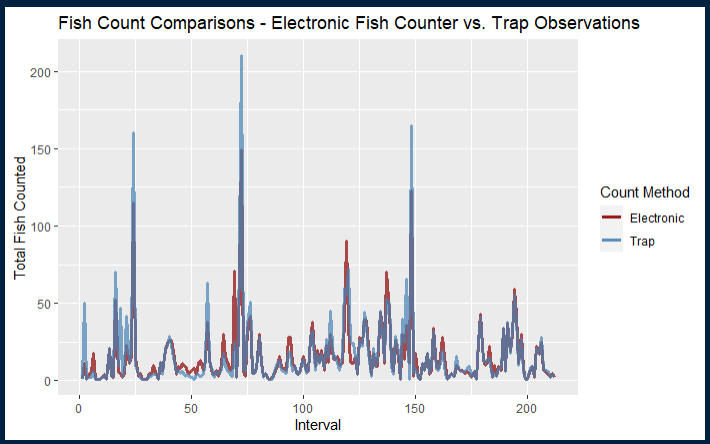 Fish Count Comparisons - Electronic Fish Counter vs. Trap Observations
200
150
100
50
0
Total Fish Counted
0 50 100 150 200
Interval
Count Method
Electronic
Trap